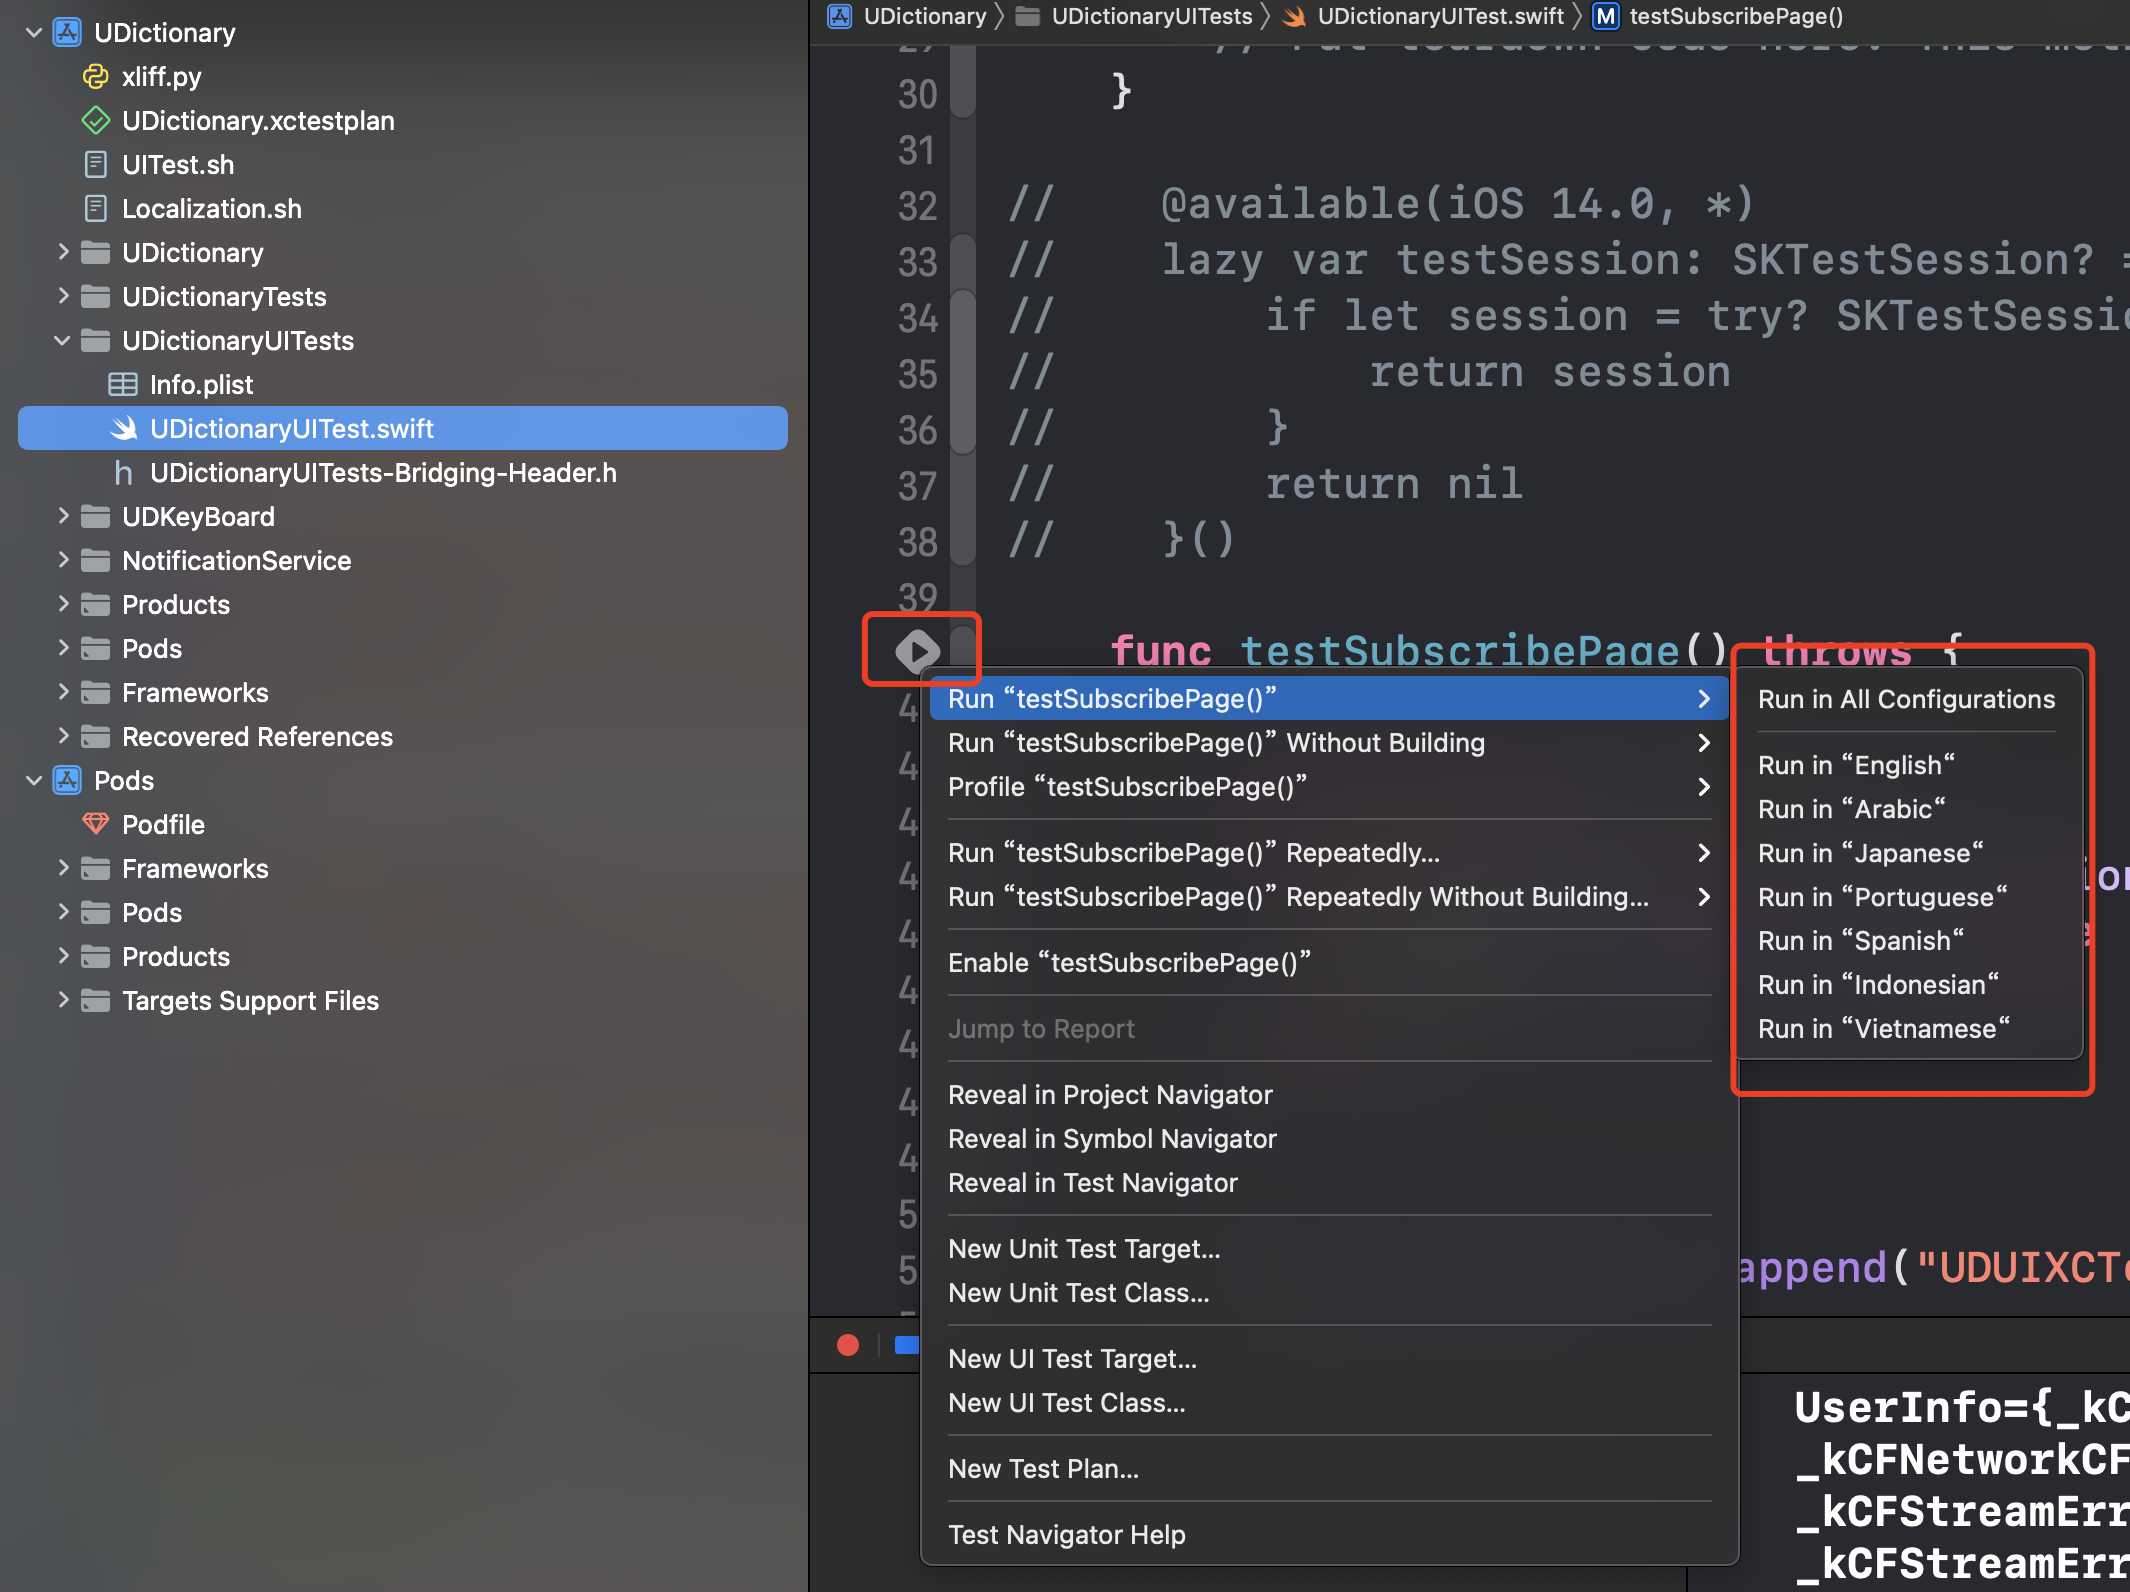 UDictionary
xliff.py
UDictionary.xctestplan
UITest.sh
Localization.sh
UDictionary
UDictionaryTests
UDictionaryUITests
Info.plist
UDictionaryUITest.swift
h UDictionaryUITests-Bridging-Header.h
UDKeyBoard
NotificationService
Products
Pods
Frameworks
Recovered References
Pods
Podfile
Frameworks
Pods
Products
Targets Support Files
UDictionary 〉 UDictionaryUITests 〉 UDictionaryUITest.swift 〉 M testSubscribePage()
30 }
31
32 // @available(iOS 14.0, *)
33 // lazy var testSession: SKTestSession? =
34 // if let session = try? SKTestSessio
35 // return session
36 // }
37 // return nil
38 // }()
39
func testSubscribePage() throws {
Run “testSubscribePage()”
Run “testSubscribePage()” Without Building
Profile “testSubscribePage()”
Run “testSubscribePage()” Repeatedly...
Run “testSubscribePage()” Repeatedly Without Building...
Enable “testSubscribePage()”
Jump to Report
Reveal in Project Navigator
Reveal in Symbol Navigator
Reveal in Test Navigator
New Unit Test Target...
New Unit Test Class...
New UI Test Target...
New UI Test Class...
New Test Plan...
Test Navigator Help
Run in All Configurations
Run in “English“
Run in “Arabic“
Run in “Japanese“
Run in “Portuguese“
Run in “Spanish“
Run in “Indonesian“
Run in “Vietnamese“
append("UDUIXCTe
UserInfo={_kC
_kCFNetworkCF
_kCFStreamErr
_kCFStreamErr